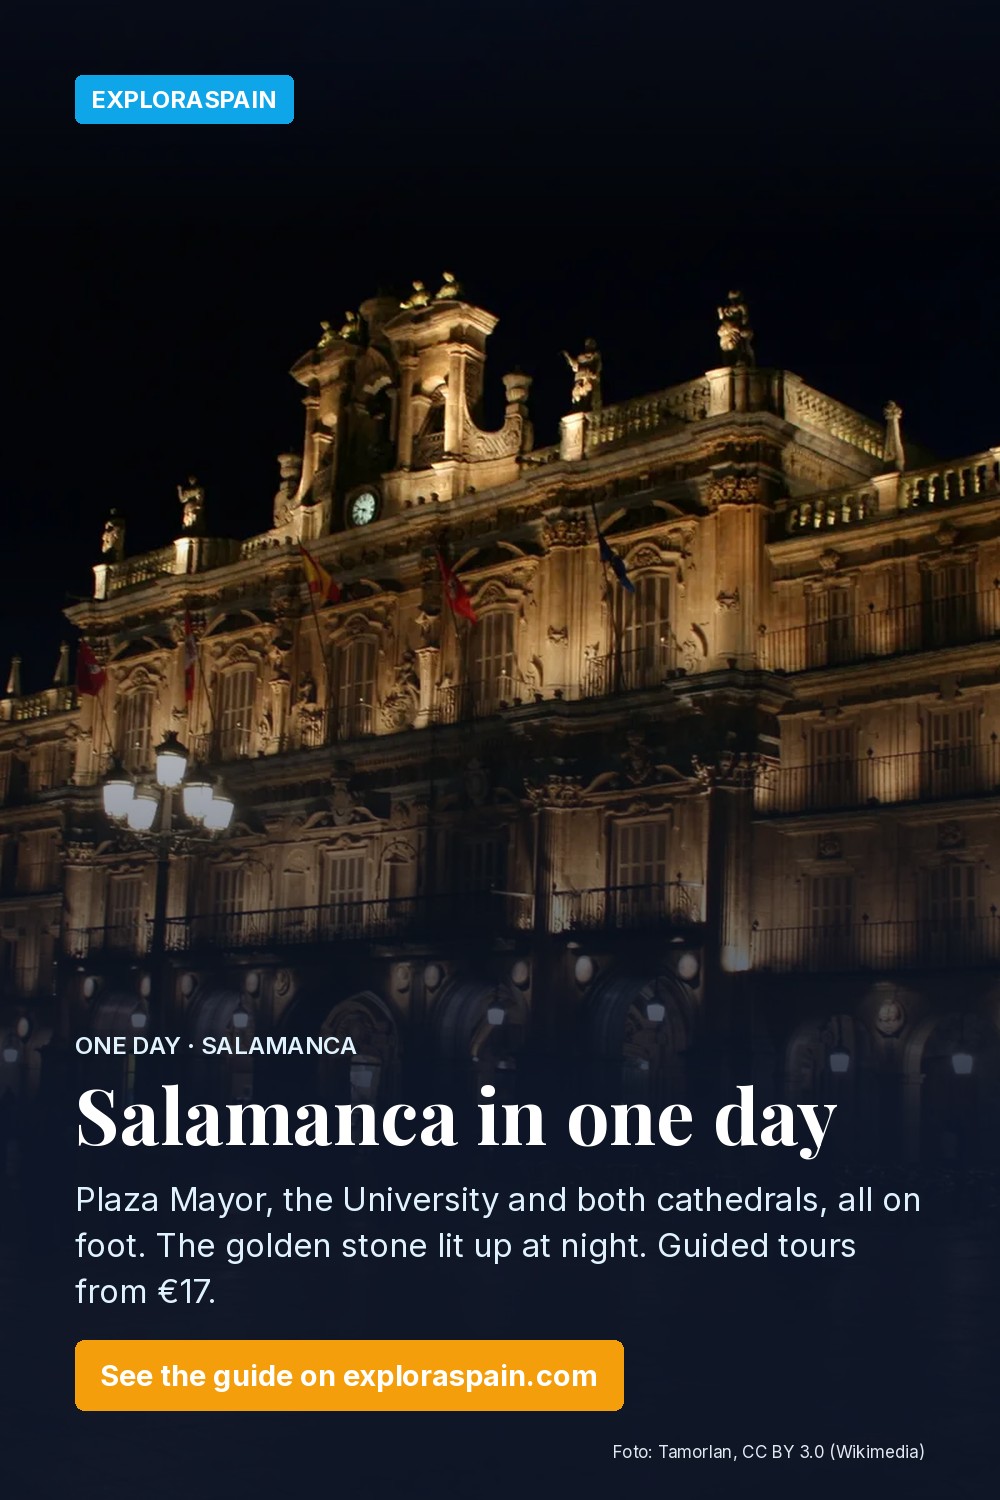 EXPLORASPAIN
ONE DAY · SALAMANCA
Salamanca in one day
Plaza Mayor, the University and both cathedrals, all on
foot. The golden stone lit up at night. Guided tours
from €17.
See the guide on exploraspain.com
Foto: Tamorlan, CC BY 3.0 (Wikimedia)